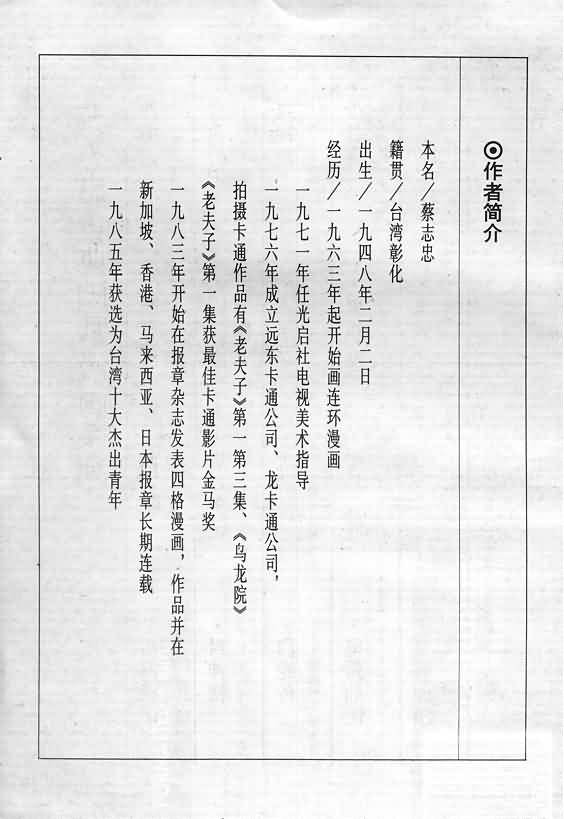 ⊙作者简介
本名／蔡志忠
籍贯／台湾彰化
出生／一九四八年二月二日
经历／一九六三年起开始画连环漫画
一九七一年任光启社电视美术指导
一九七六年成立远东卡通公司、龙卡通公司，
拍摄卡通作品有《老夫子》第一第三集、《乌龙院》
《老夫子》第一集获最佳卡通影片金马奖
一九八三年开始在报章杂志发表四格漫画，作品并在
新加坡、香港、马来西亚、日本报章长期连载
一九八五年获选为台湾十大杰出青年